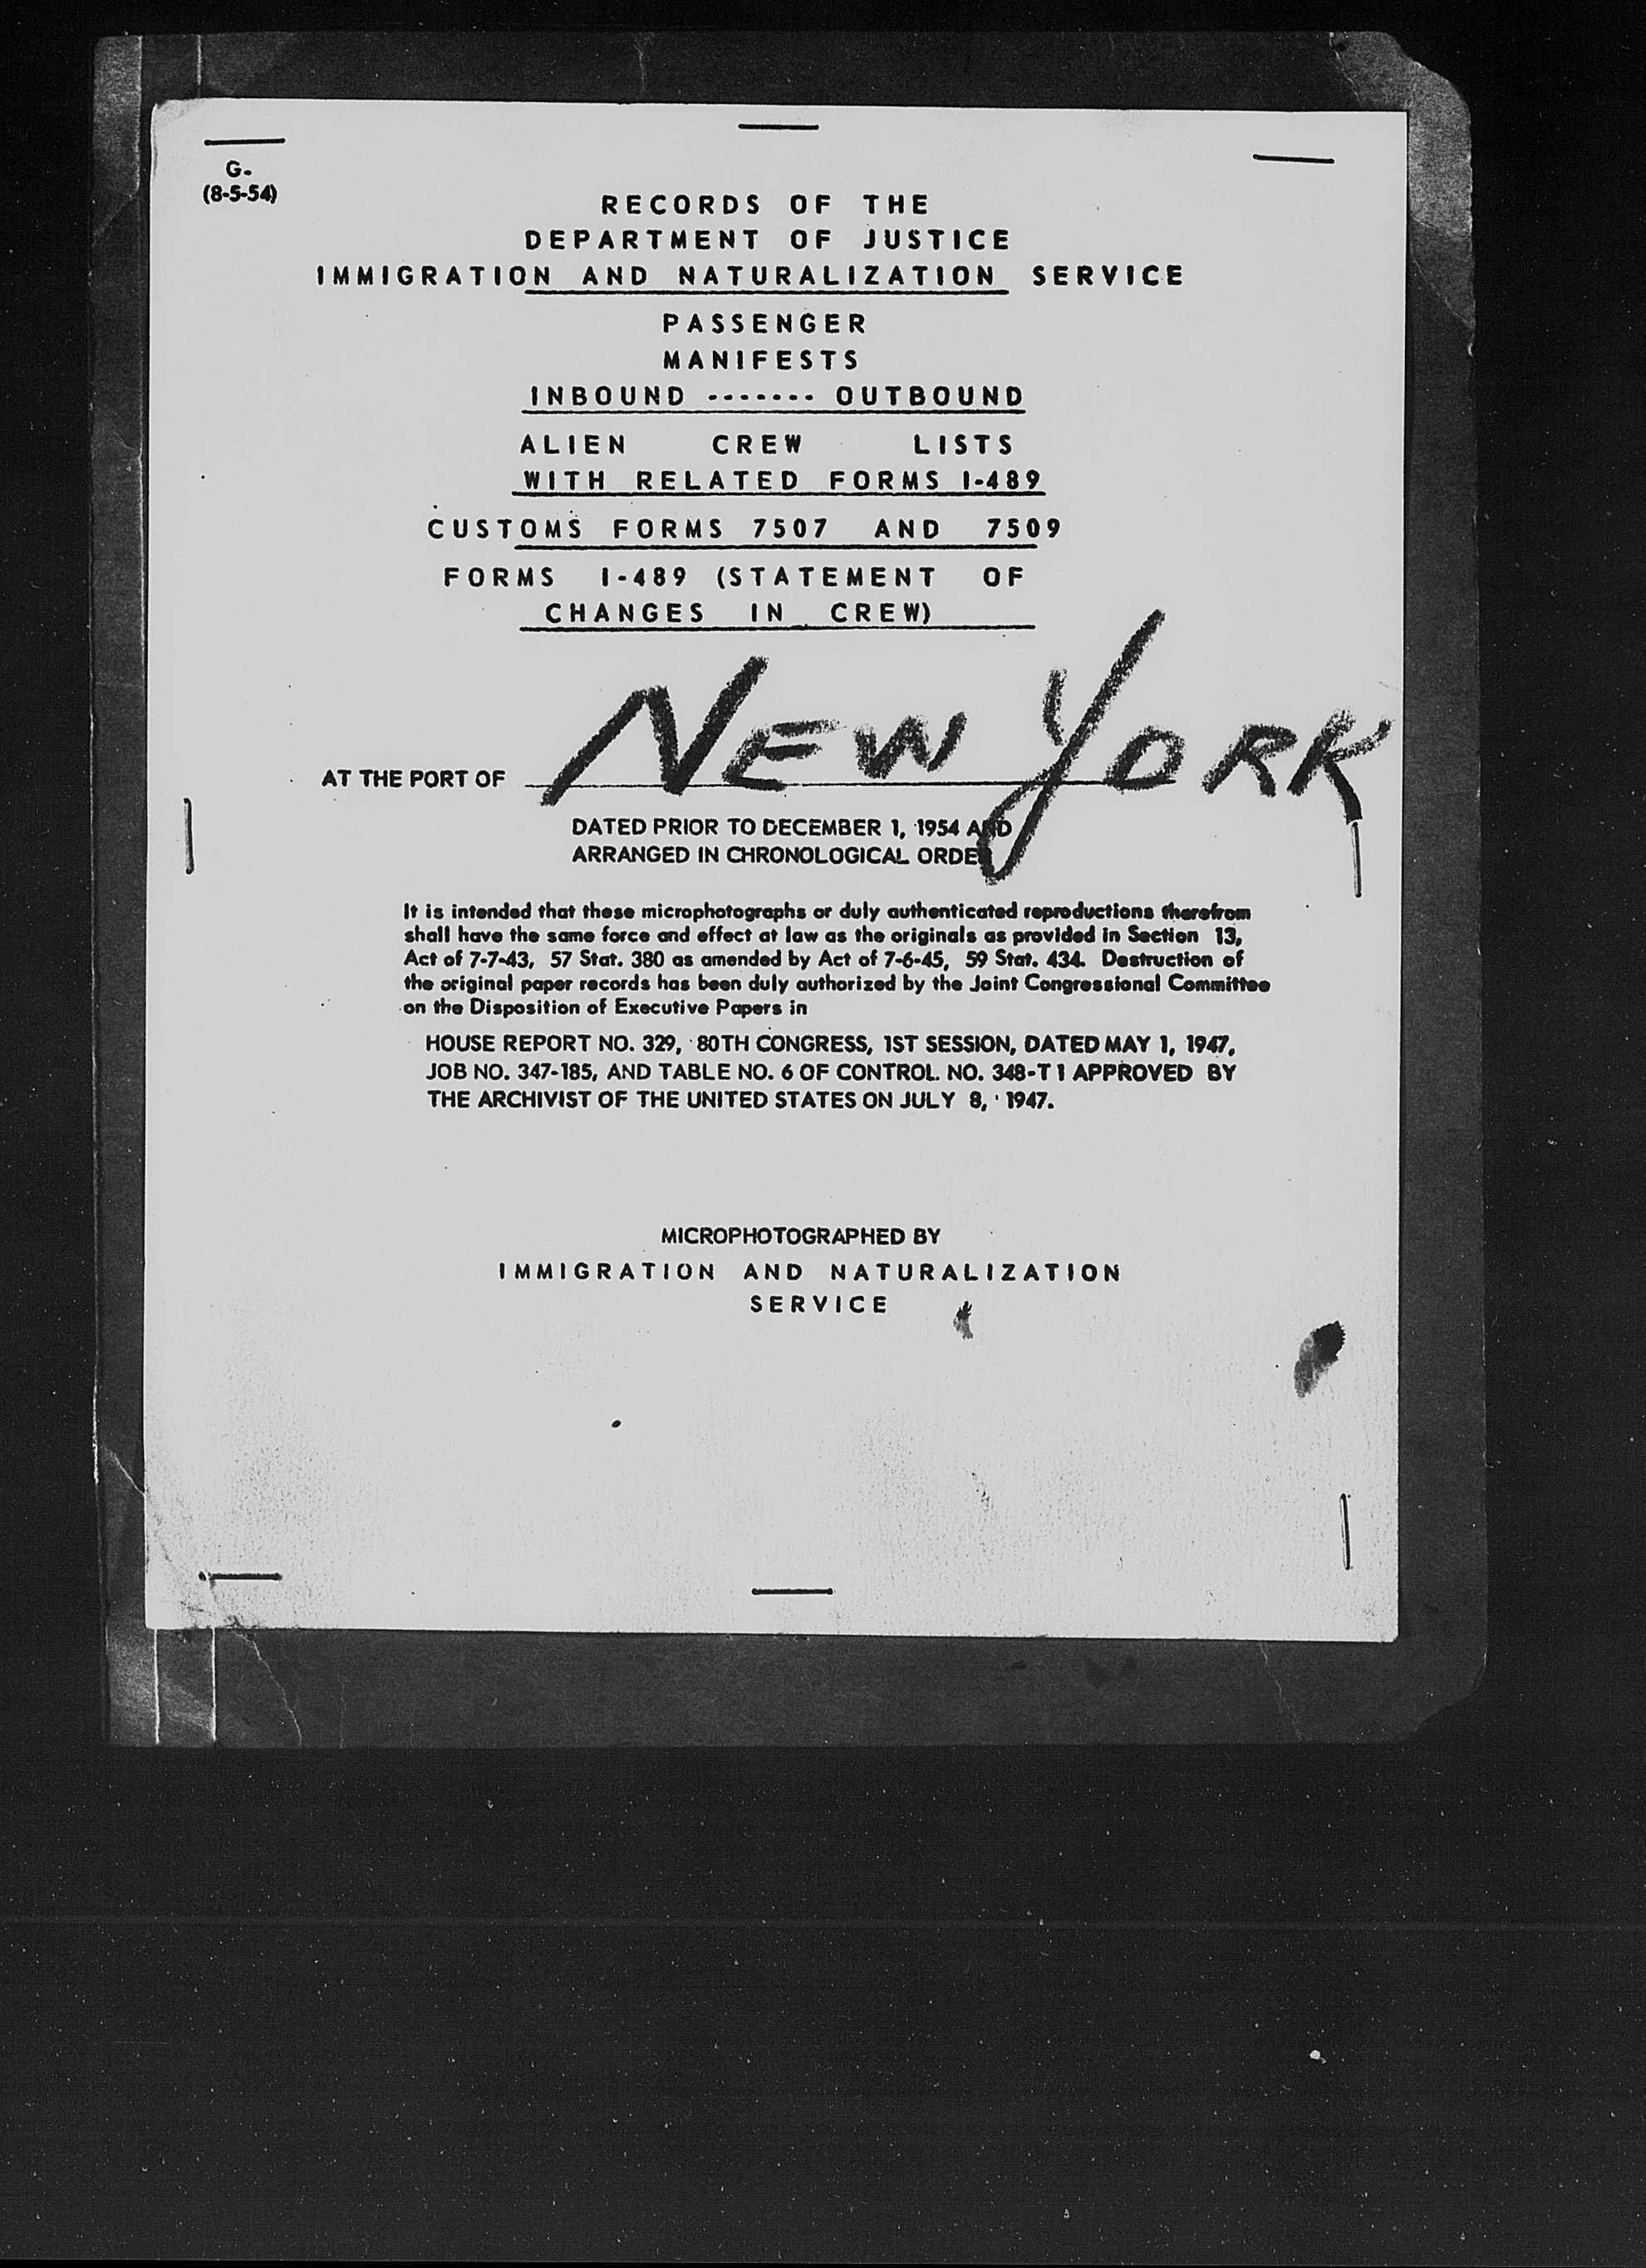 G-
(8-5-54)
RECORDS OF THE
DEPARTMENT OF JUSTICE
IMMIGRATION AND NATURALIZATION SERVICE
PASSENGER
MANIFESTS
INBOUND ------- OUTBOUND
ALIEN CREW LISTS
WITH RELATED FORMS I-489
CUSTOMS FORMS 7507 AND 7509
FORMS I-489 (STATEMENT OF
CHANGES IN CREW)
AT THE PORT OF NEW YORK
DATED PRIOR TO DECEMBER 1, 1954 AND
ARRANGED IN CHRONOLOGICAL ORDER
It is intended that these microphotographs or duly authenticated reproductions therefrom
shall have the same force and effect at law as the originals as provided in Section 13,
Act of 7-7-43, 57 Stat. 380 as amended by Act of 7-6-45, 59 Stat. 434. Destruction of
the original paper records has been duly authorized by the Joint Congressional Committee
on the Disposition of Executive Papers in
HOUSE REPORT NO. 329, 80TH CONGRESS, 1ST SESSION, DATED MAY 1, 1947,
JOB NO. 347-185, AND TABLE NO. 6 OF CONTROL NO. 348-T1 APPROVED BY
THE ARCHIVIST OF THE UNITED STATES ON JULY 8, 1947.
MICROPHOTOGRAPHED BY
IMMIGRATION AND NATURALIZATION
SERVICE